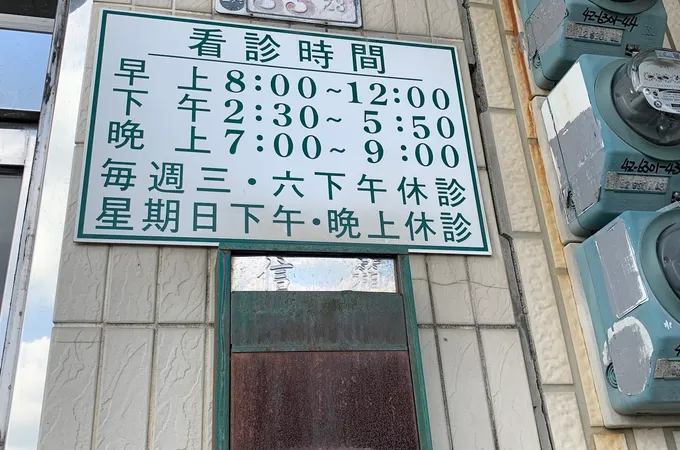 看診時間
早上 8:00~12:00
下午 2:30~5:50
晚上 7:00~9:00
每週三·六下午休診
星期日下午·晚上休診
信 箱